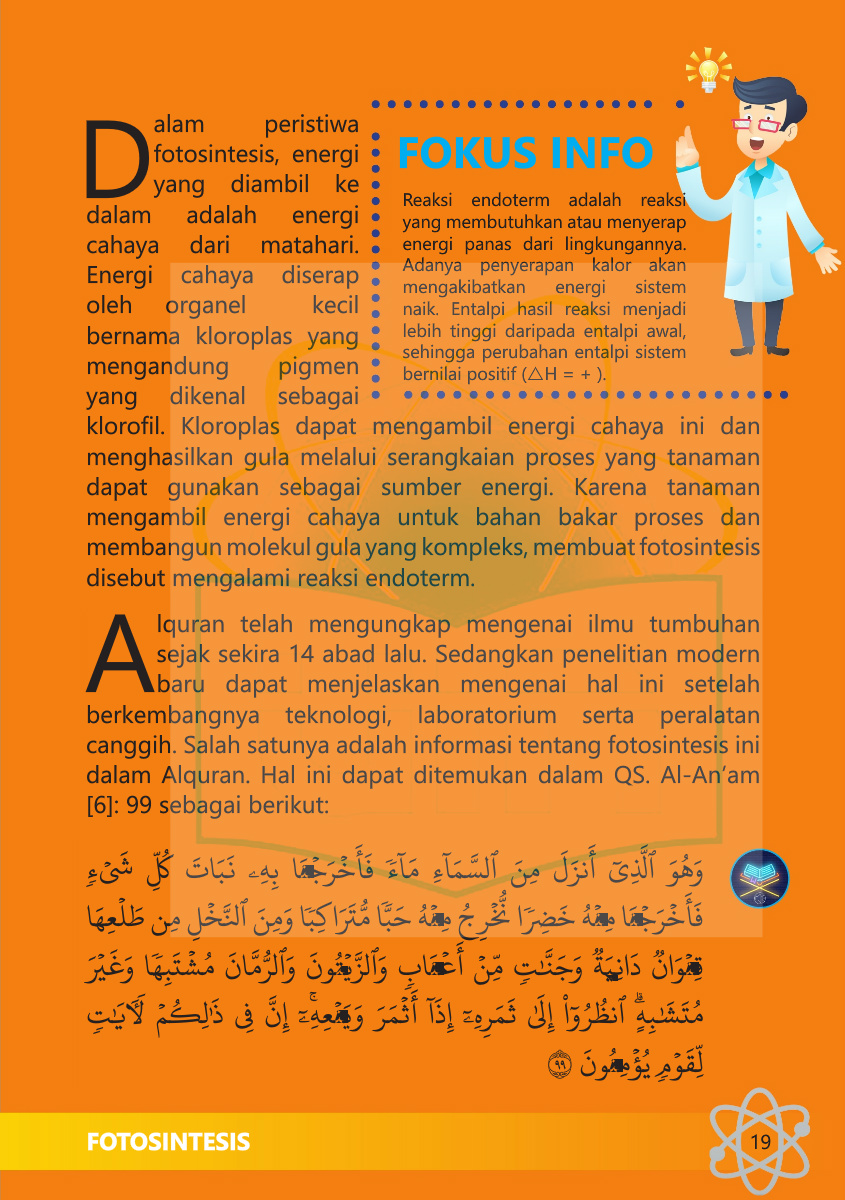 Dalam peristiwa
fotosintesis, energi
yang diambil ke
dalam adalah energi
cahaya dari matahari.
Energi cahaya diserap
oleh organel kecil
bernama kloroplas yang
mengandung pigmen
yang dikenal sebagai
FOKUS INFO
Reaksi endoterm adalah reaksi
yang membutuhkan atau menyerap
energi panas dari lingkungannya.
Adanya penyerapan kalor akan
mengakibatkan energi sistem
naik. Entalpi hasil reaksi menjadi
lebih tinggi daripada entalpi awal,
sehingga perubahan entalpi sistem
bernilai positif (△H = + ).
klorofil. Kloroplas dapat mengambil energi cahaya ini dan
menghasilkan gula melalui serangkaian proses yang tanaman
dapat gunakan sebagai sumber energi. Karena tanaman
mengambil energi cahaya untuk bahan bakar proses dan
membangun molekul gula yang kompleks, membuat fotosintesis
disebut mengalami reaksi endoterm.
Alquran telah mengungkap mengenai ilmu tumbuhan
sejak sekira 14 abad lalu. Sedangkan penelitian modern
baru dapat menjelaskan mengenai hal ini setelah
berkembangnya teknologi, laboratorium serta peralatan
canggih. Salah satunya adalah informasi tentang fotosintesis ini
dalam Alquran. Hal ini dapat ditemukan dalam QS. Al-An’am
[6]: 99 sebagai berikut:
وَهُوَ ٱلَّذِىٓ أَنزَلَ مِنَ ٱلسَّمَآءِ مَآءً بِهِۦ نَبَاتَ كُلِّ شَىْءٍ
خَضِرًا نُّخْرِجُ حَبًّا مُّتَرَاكِبًا وَمِنَ ٱلنَّخْلِ مِن طَلْعِهَا
وَجَنَّـٰتٍ مِّنْ وَٱلرُّمَّانَ مُشْتَبِهًا وَغَيْرَ
مُتَشَـٰبِهٍ ۗ ٱنظُرُوٓا۟ إِلَىٰ ثَمَرِهِۦٓ إِذَآ أَثْمَرَ إِنَّ فِى ذَٰلِكُمْ لَـَٔايَـٰتٍ
لِّقَوْمٍ ۝٩٩
FOTOSINTESIS
19